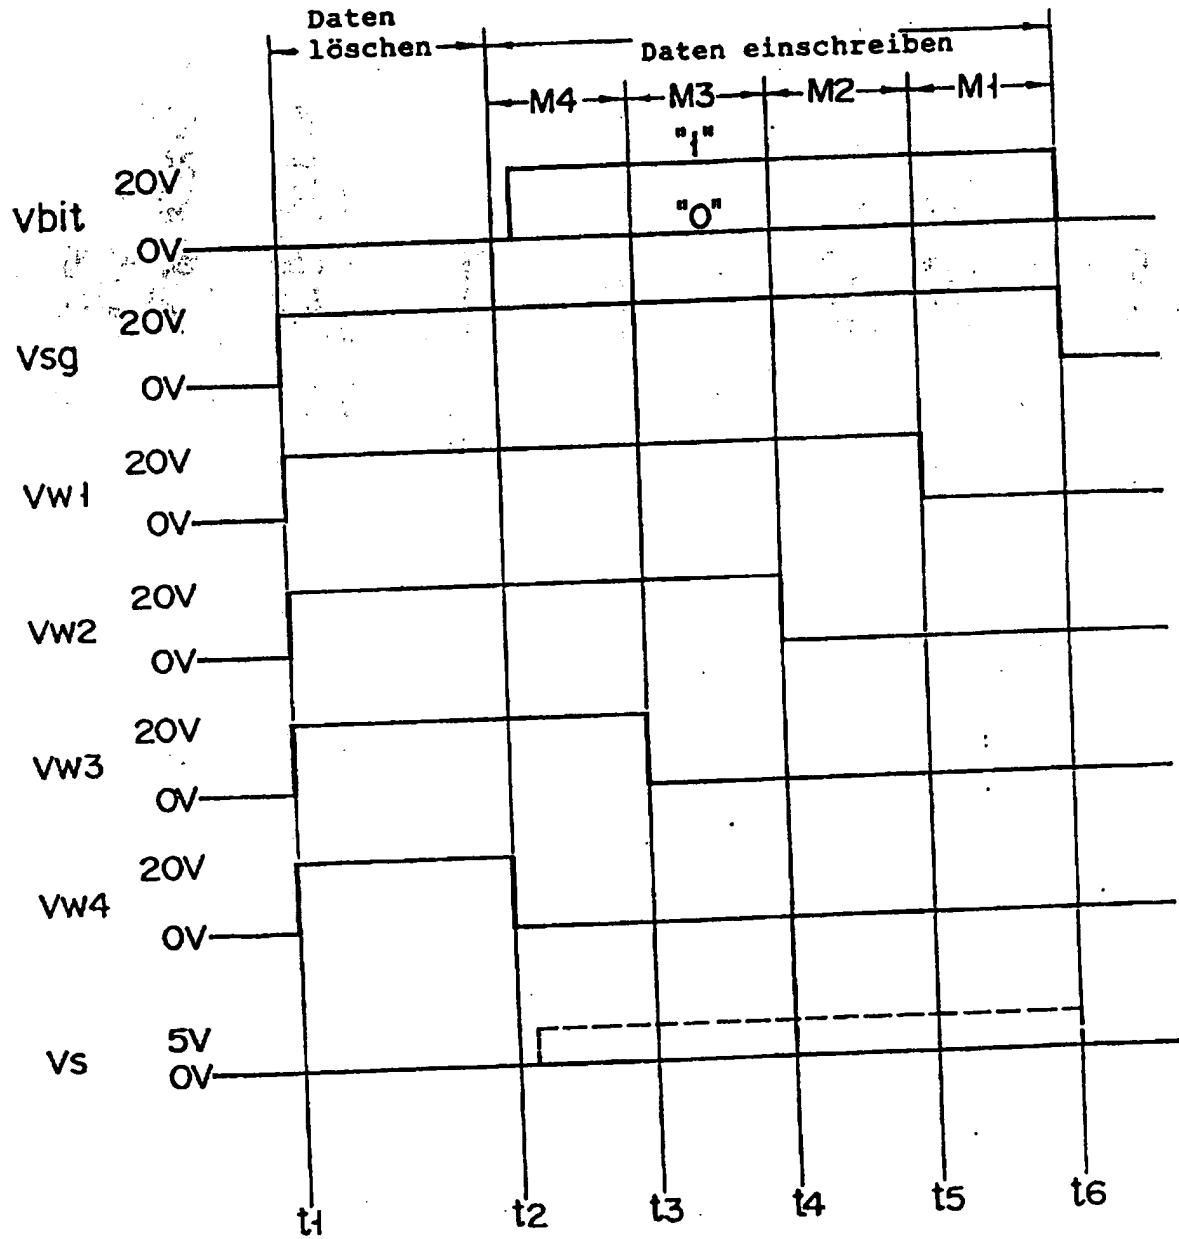 Daten
löschen
Daten einschreiben
M4 M3 M2 M1
"1"
20V
Vbit
"0"
0V
20V
Vsg
0V
20V
Vw1
0V
20V
Vw2
0V
20V
Vw3
0V
20V
Vw4
0V
5V
Vs
0V
t1 t2 t3 t4 t5 t6